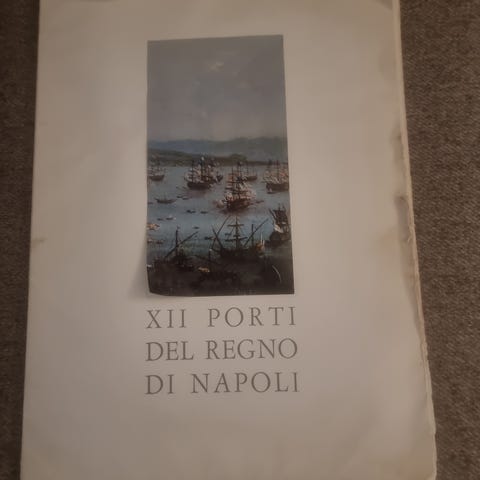 XII PORTI
DEL REGNO
DI NAPOLI